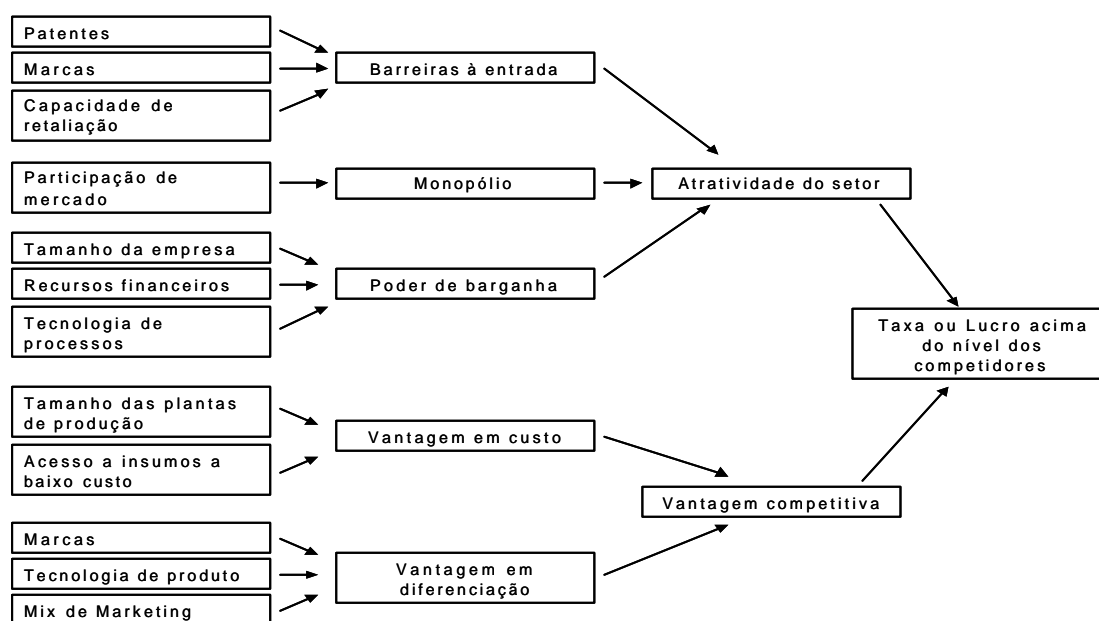 Patentes
Marcas
Capacidade de
retaliação
Barreiras à entrada
Participação de
mercado
Monopólio
Atratividade do setor
Tamanho da empresa
Recursos financeiros
Tecnologia de
processos
Poder de barganha
Taxa ou Lucro acima
do nível dos
competidores
Tamanho das plantas
de produção
Acesso a insumos a
baixo custo
Vantagem em custo
Vantagem competitiva
Marcas
Tecnologia de produto
Mix de Marketing
Vantagem em
diferenciação